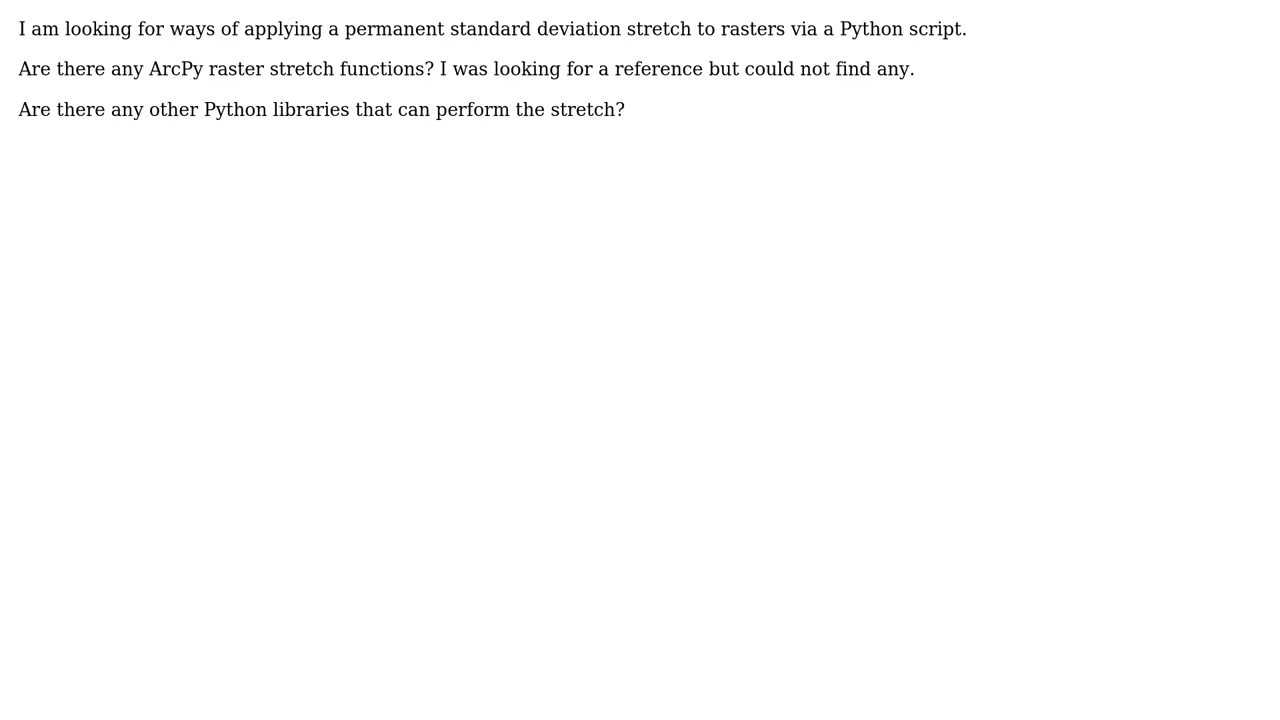 I am looking for ways of applying a permanent standard deviation stretch to rasters via a Python script.
Are there any ArcPy raster stretch functions? I was looking for a reference but could not find any.
Are there any other Python libraries that can perform the stretch?